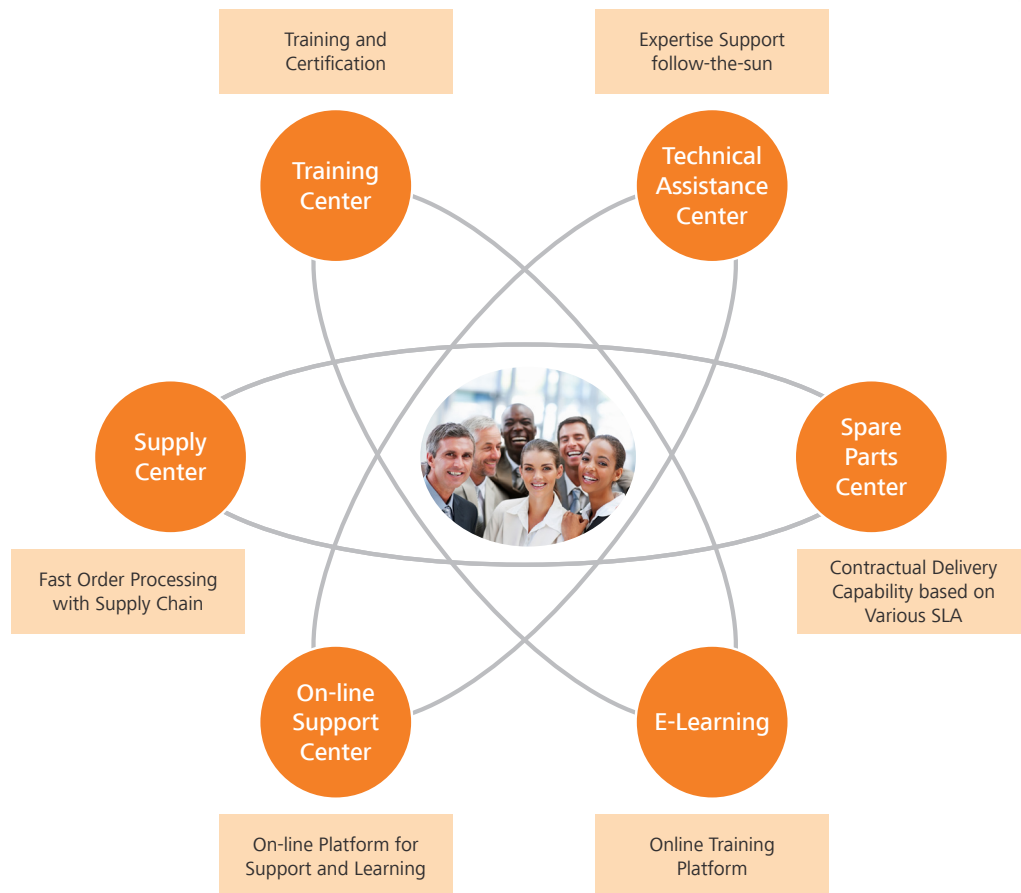 Training and
Certification
Expertise Support
follow-the-sun
Training
Center
Technical
Assistance
Center
Supply
Center
Spare
Parts
Center
Fast Order Processing
with Supply Chain
Contractual Delivery
Capability based on
Various SLA
On-line
Support
Center
E-Learning
On-line Platform for
Support and Learning
Online Training
Platform